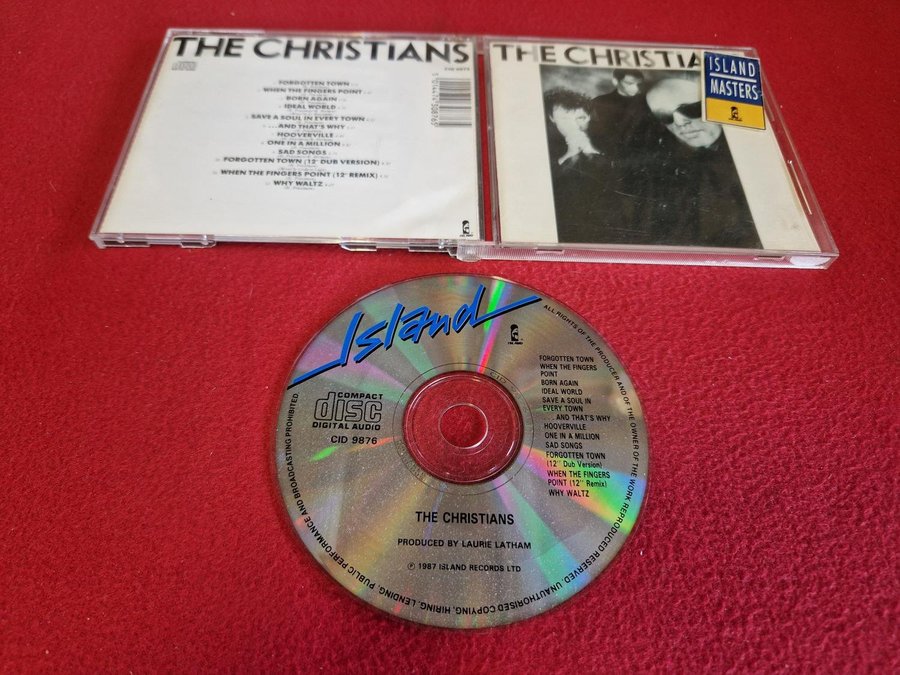 THE CHRISTIANS
FORGOTTEN TOWN
WHEN THE FINGERS POINT
BORN AGAIN
IDEAL WORLD
SAVE A SOUL IN EVERY TOWN
...AND THAT'S WHY
HOOVERVILLE
ONE IN A MILLION
SAD SONGS
FORGOTTEN TOWN (12" DUB VERSION)
WHEN THE FINGERS POINT (12" REMIX)
WHY WALTZ
THE CHRISTIA
ISLAND
MASTERS
Island
COMPACT
disc
DIGITAL AUDIO
CID 9876
FORGOTTEN TOWN
WHEN THE FINGERS
POINT
BORN AGAIN
IDEAL WORLD
SAVE A SOUL IN
EVERY TOWN
...AND THAT'S WHY
HOOVERVILLE
ONE IN A MILLION
SAD SONGS
FORGOTTEN TOWN
(12" Dub Version)
WHEN THE FINGERS
POINT (12" Remix)
WHY WALTZ
THE CHRISTIANS
PRODUCED BY LAURIE LATHAM
℗ 1987 ISLAND RECORDS LTD
ALL RIGHTS OF THE PRODUCER AND OF THE OWNER OF THE WORK REPRODUCED RESERVED. UNAUTHORISED COPYING, HIRING, LENDING, PUBLIC PERFORMANCE AND BROADCASTING PROHIBITED